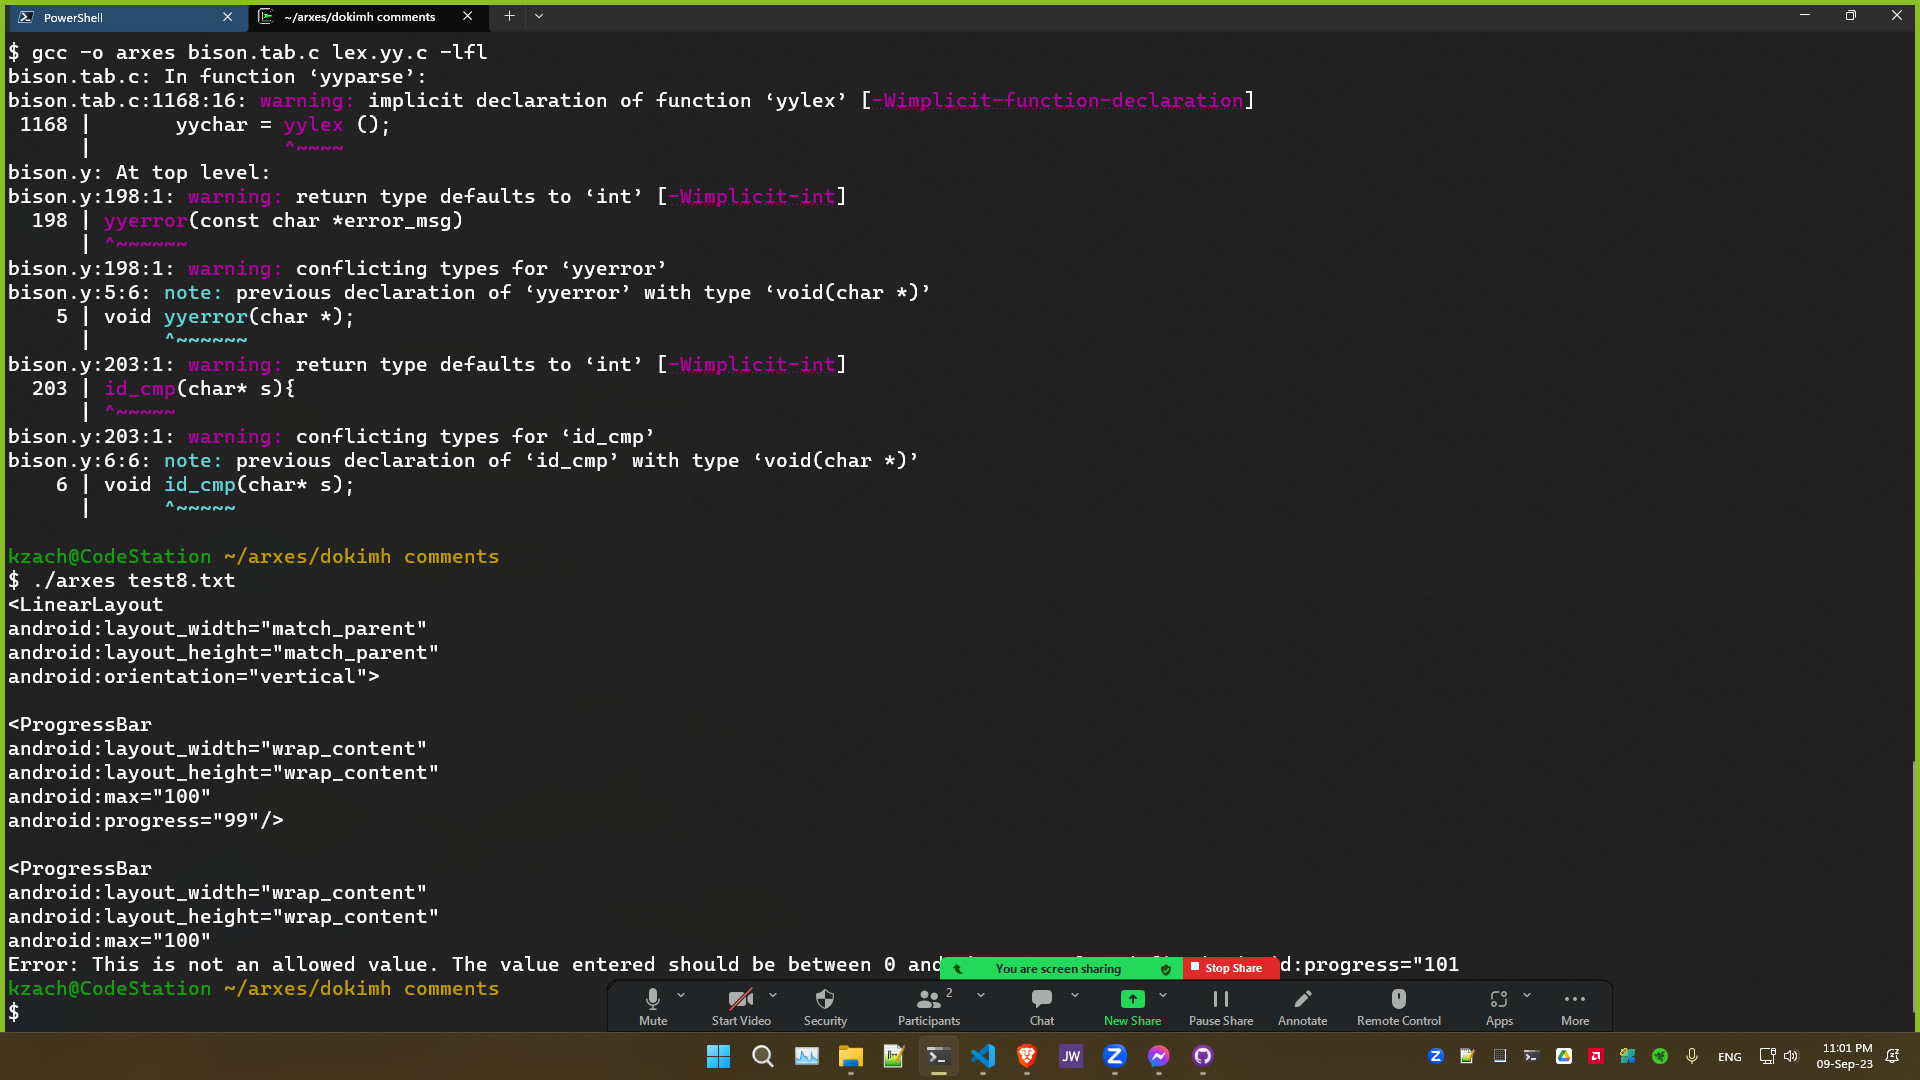 PowerShell
~/arxes/dokimh comments
$ gcc -o arxes bison.tab.c lex.yy.c -lfl
bison.tab.c: In function ‘yyparse’:
bison.tab.c:1168:16: warning: implicit declaration of function ‘yylex’ [-Wimplicit-function-declaration]
 1168 |       yychar = yylex ();
      |                ^~~~~
bison.y: At top level:
bison.y:198:1: warning: return type defaults to ‘int’ [-Wimplicit-int]
  198 | yyerror(const char *error_msg)
      | ^~~~~~~
bison.y:198:1: warning: conflicting types for ‘yyerror’
bison.y:5:6: note: previous declaration of ‘yyerror’ with type ‘void(char *)’
    5 | void yyerror(char *);
      |      ^~~~~~~
bison.y:203:1: warning: return type defaults to ‘int’ [-Wimplicit-int]
  203 | id_cmp(char* s){
      | ^~~~~~
bison.y:203:1: warning: conflicting types for ‘id_cmp’
bison.y:6:6: note: previous declaration of ‘id_cmp’ with type ‘void(char *)’
    6 | void id_cmp(char* s);
      |      ^~~~~~
kzach@CodeStation ~/arxes/dokimh comments
$ ./arxes test8.txt
<LinearLayout
android:layout_width="match_parent"
android:layout_height="match_parent"
android:orientation="vertical">
<ProgressBar
android:layout_width="wrap_content"
android:layout_height="wrap_content"
android:max="100"
android:progress="99"/>
<ProgressBar
android:layout_width="wrap_content"
android:layout_height="wrap_content"
android:max="100"
Error: This is not an allowed value. The value entered should be between 0 and d:progress="101
You are screen sharing Stop Share
kzach@CodeStation ~/arxes/dokimh comments
$
2
Mute Start Video Security Participants Chat New Share Pause Share Annotate Remote Control Apps More
JW
ENG
11:01 PM
09-Sep-23